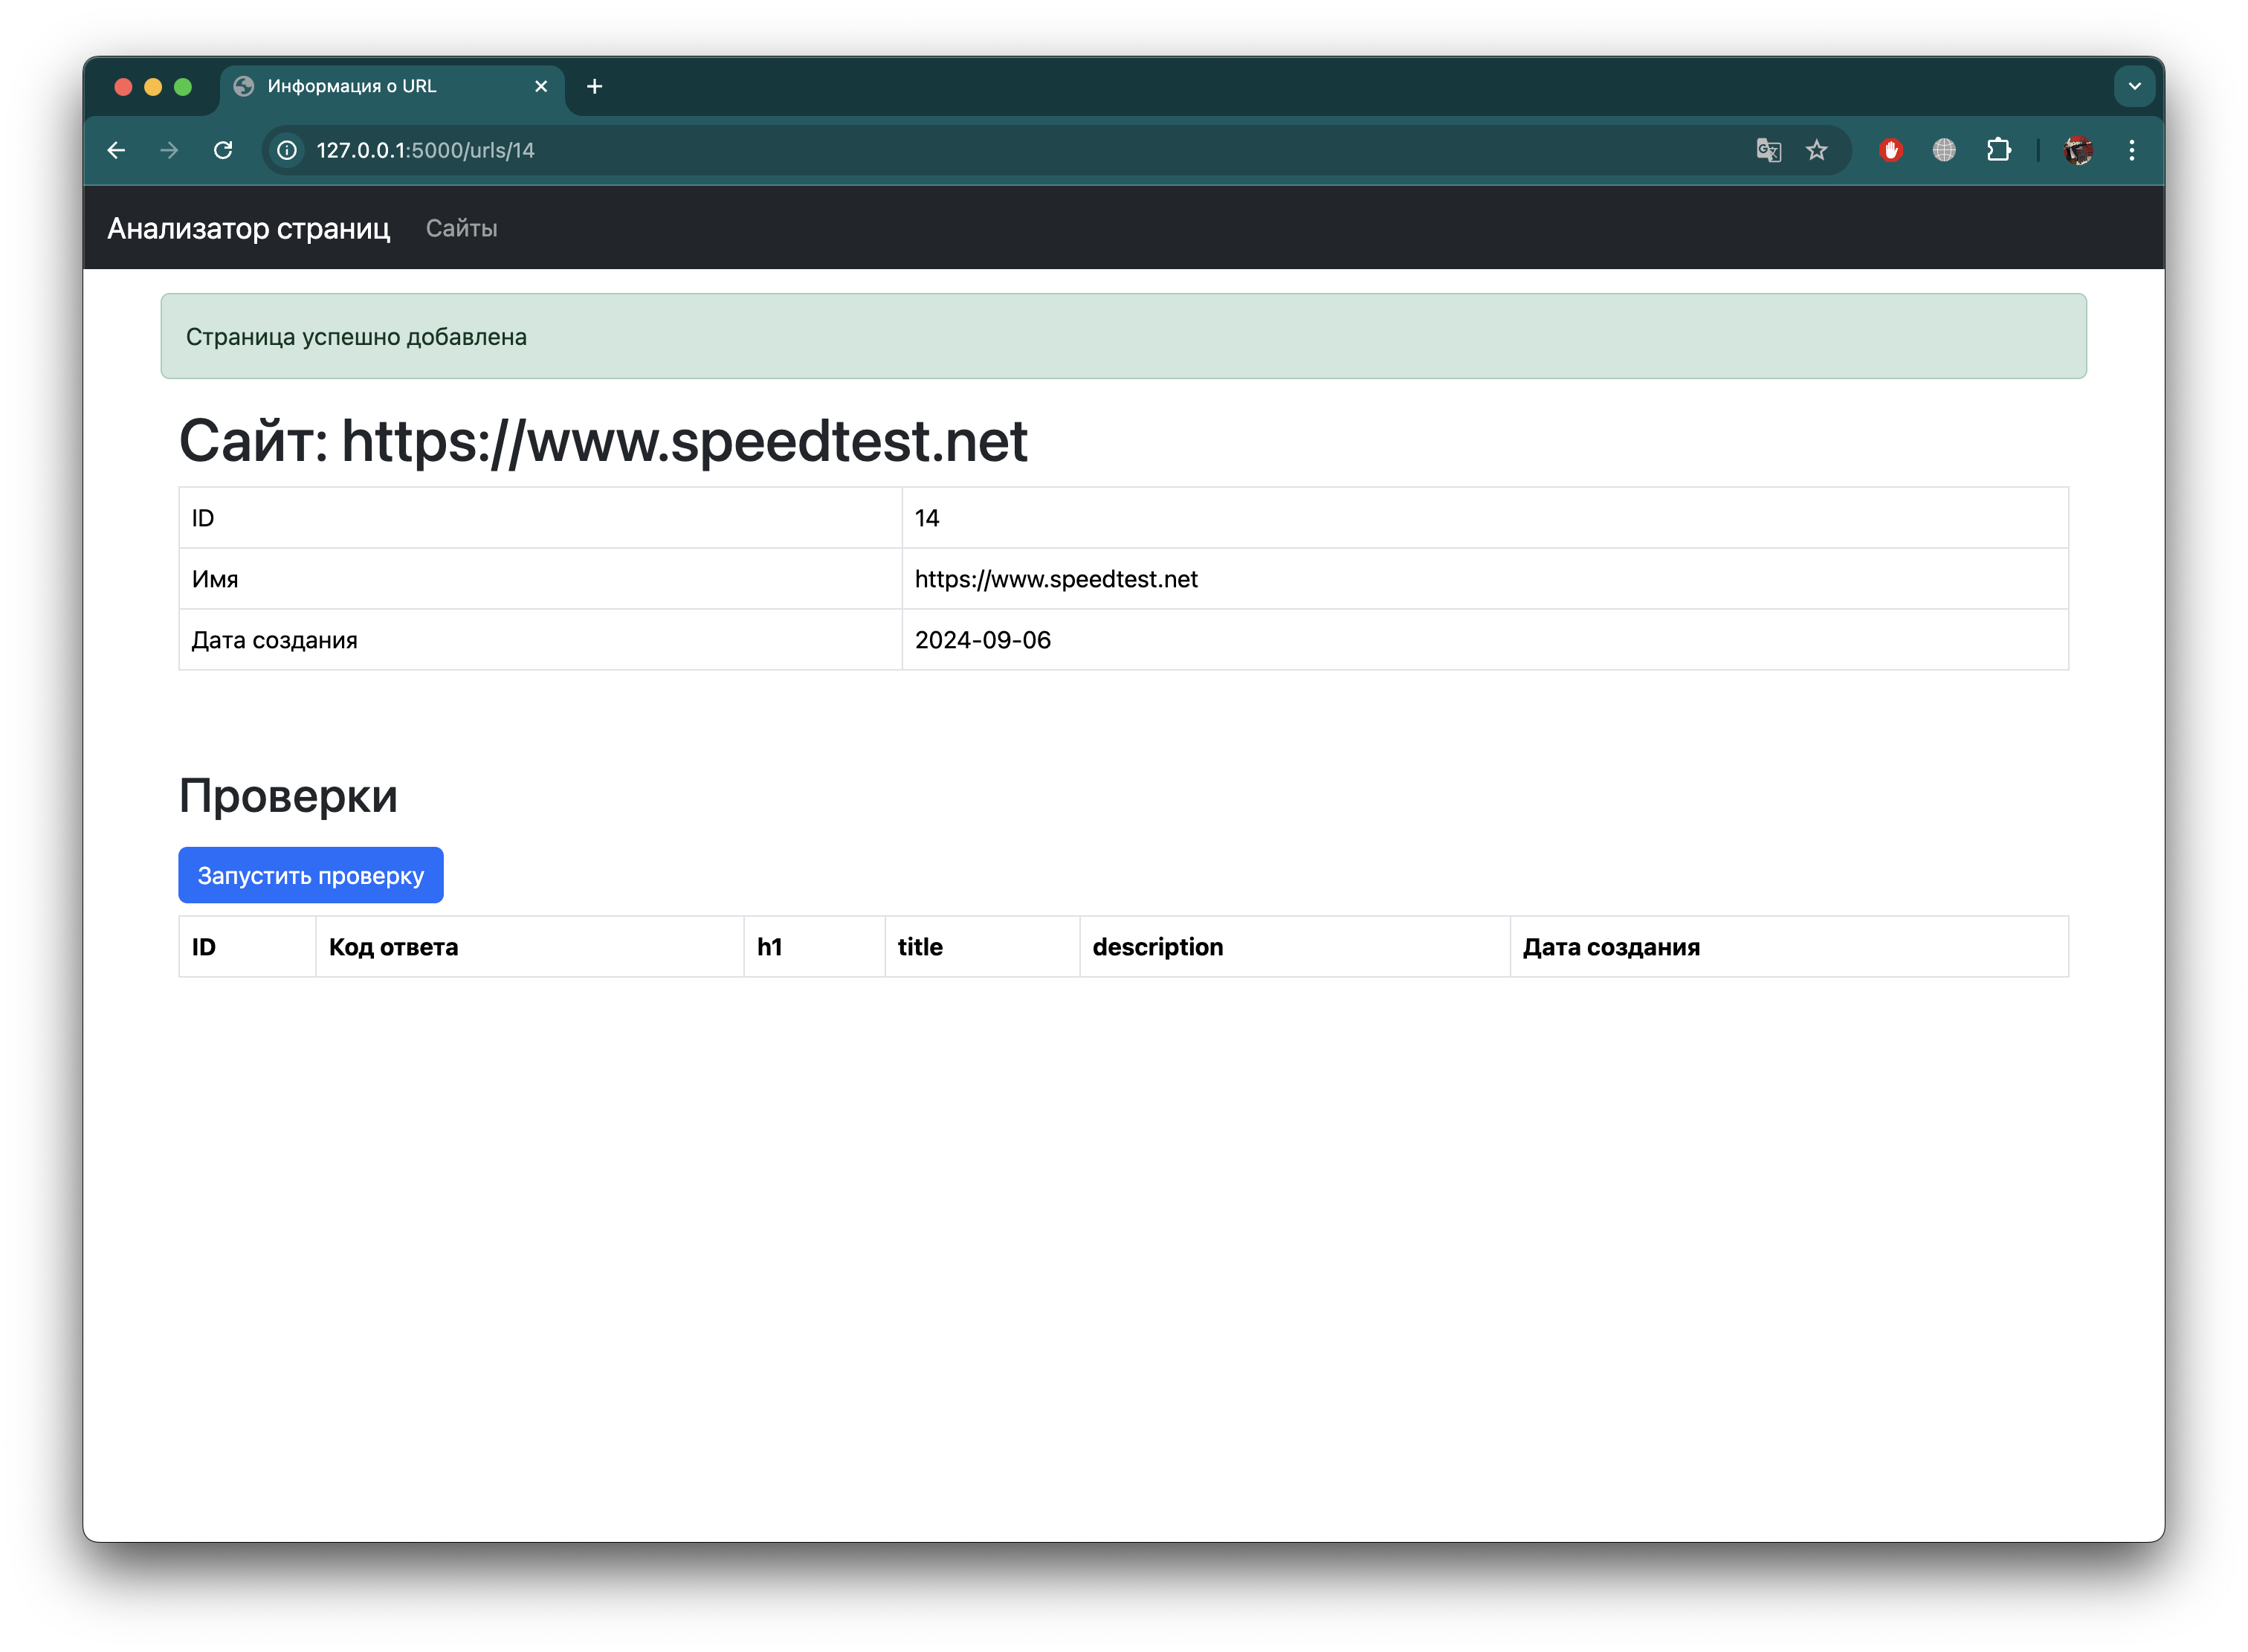 Информация о URL
127.0.0.1:5000/urls/14
Анализатор страниц Сайты
Страница успешно добавлена
Сайт: https://www.speedtest.net
ID 14
Имя https://www.speedtest.net
Дата создания 2024-09-06
Проверки
Запустить проверку
ID Код ответа h1 title description Дата создания